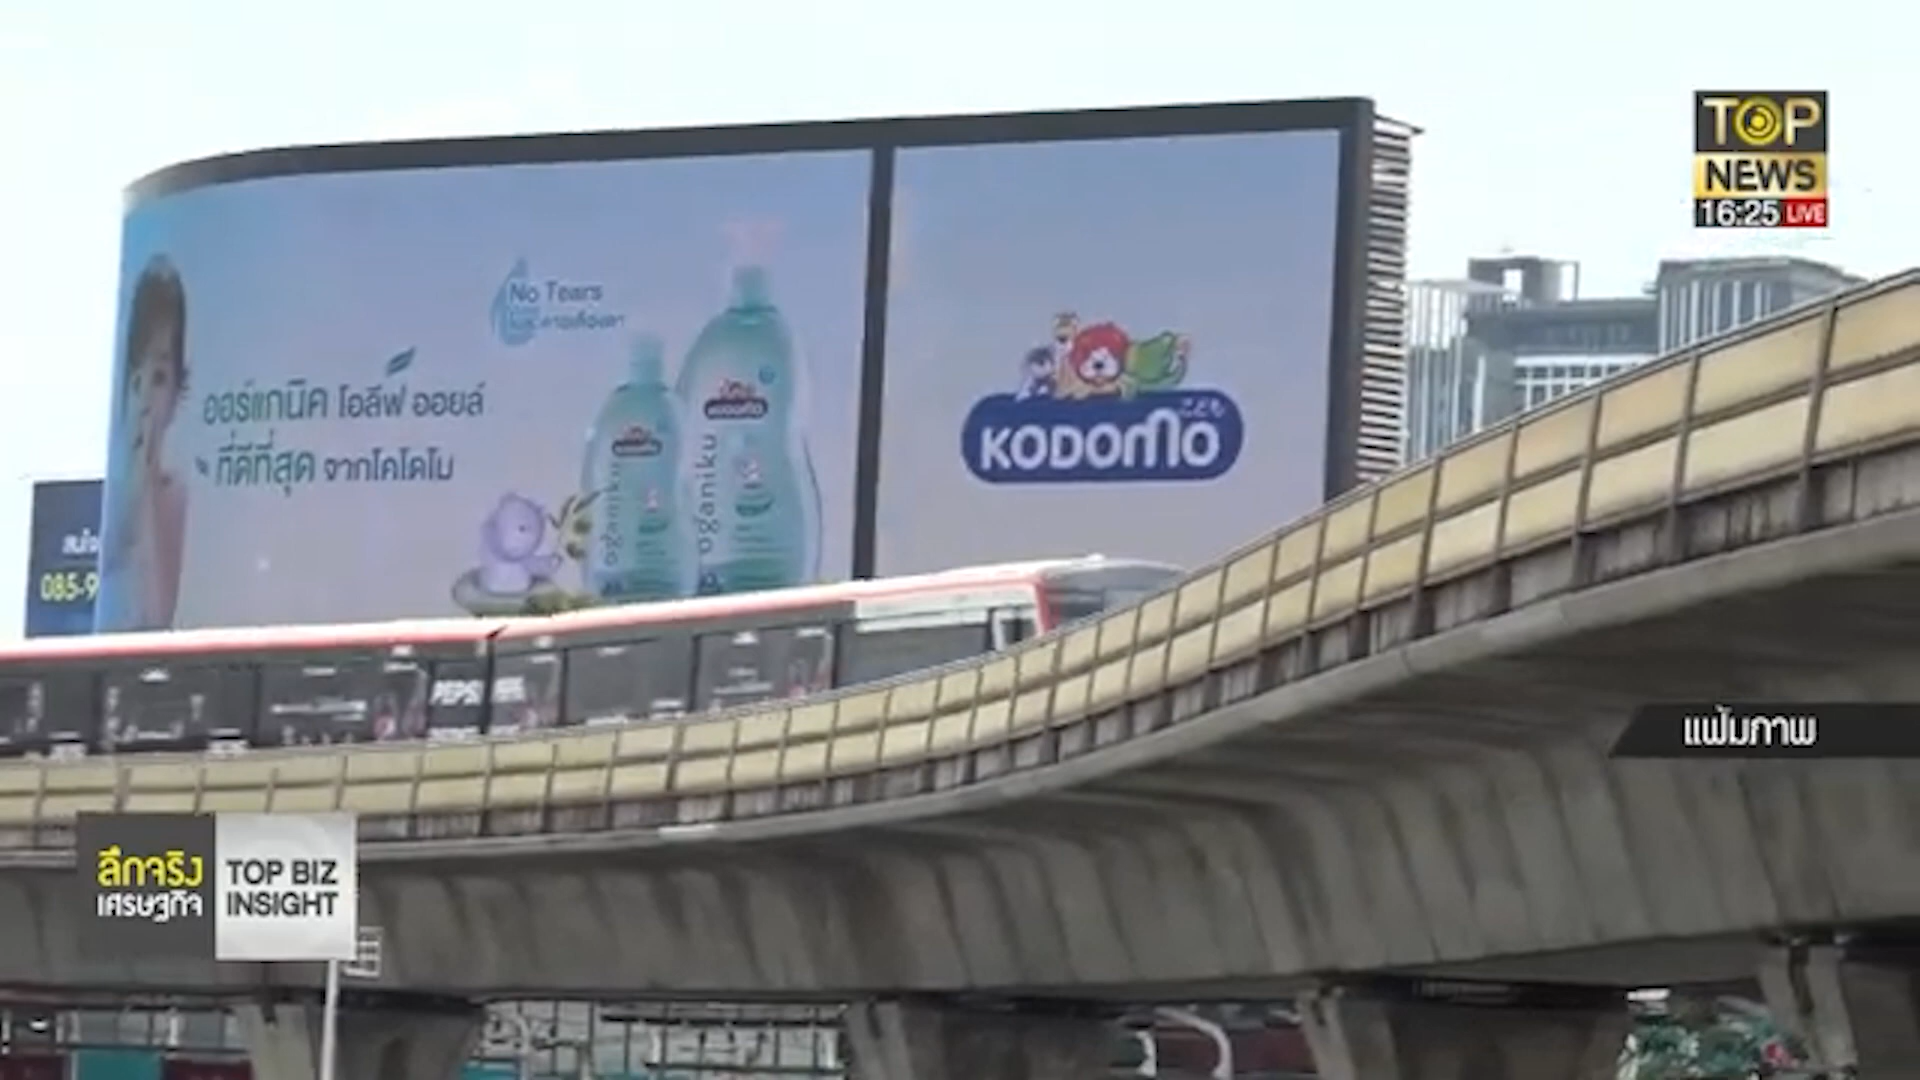 TOP
NEWS
16:25 LIVE
No Tears
ออร์แกนิค โอลีฟ ออยล์
ที่ดีที่สุด จากโคโดโม
KODOMO
KODOMO
oganiku
oganiku
こども
KODOMO
085-9
PEPSI
แฟ้มภาพ
ลึกจริง
เศรษฐกิจ
TOP BIZ
INSIGHT